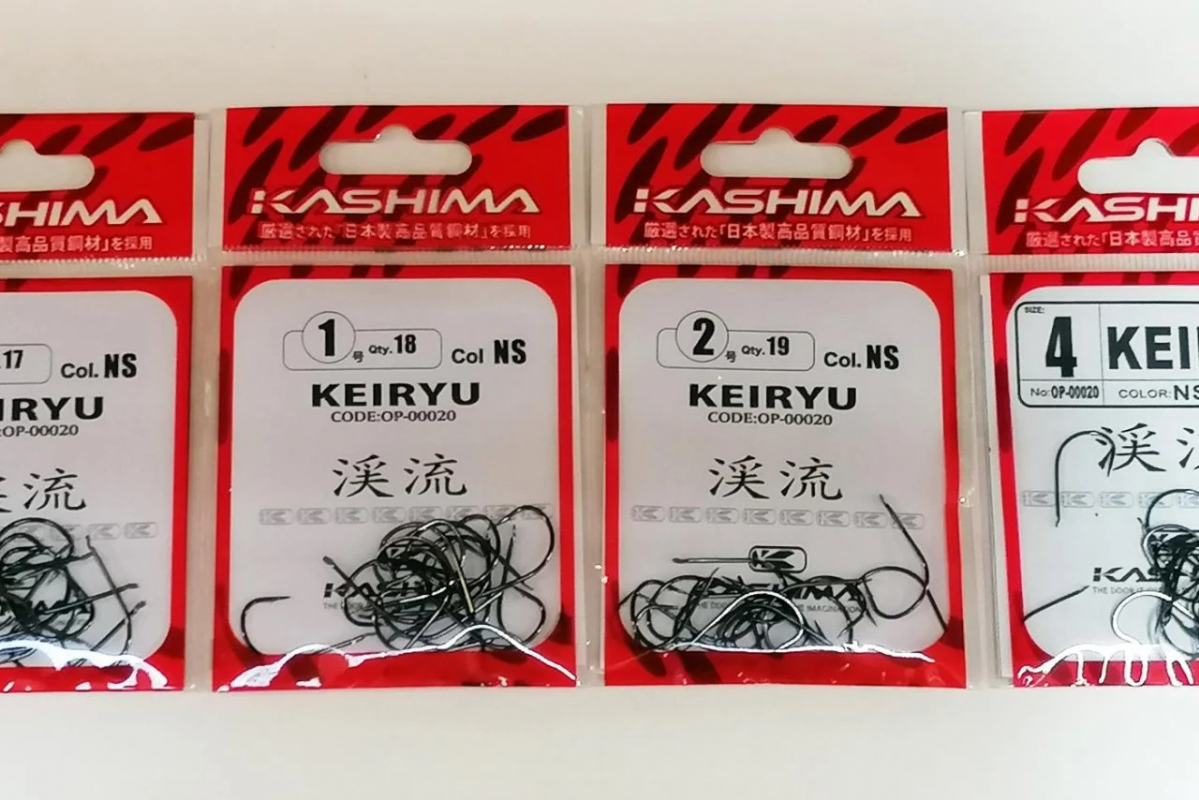 KASHIMA
厳選された「日本製高品質鋼材」を採用
1号 Qty.18 Col NS
KEIRYU
CODE:OP-00020
渓流
KASHIMA
厳選された「日本製高品質鋼材」を採用
2号 Qty.19 Col.NS
KEIRYU
CODE:OP-00020
渓流
17 Col.NS
OP-00020
流
SIZE:
4
No:OP-00020 COLOR:NS
渓